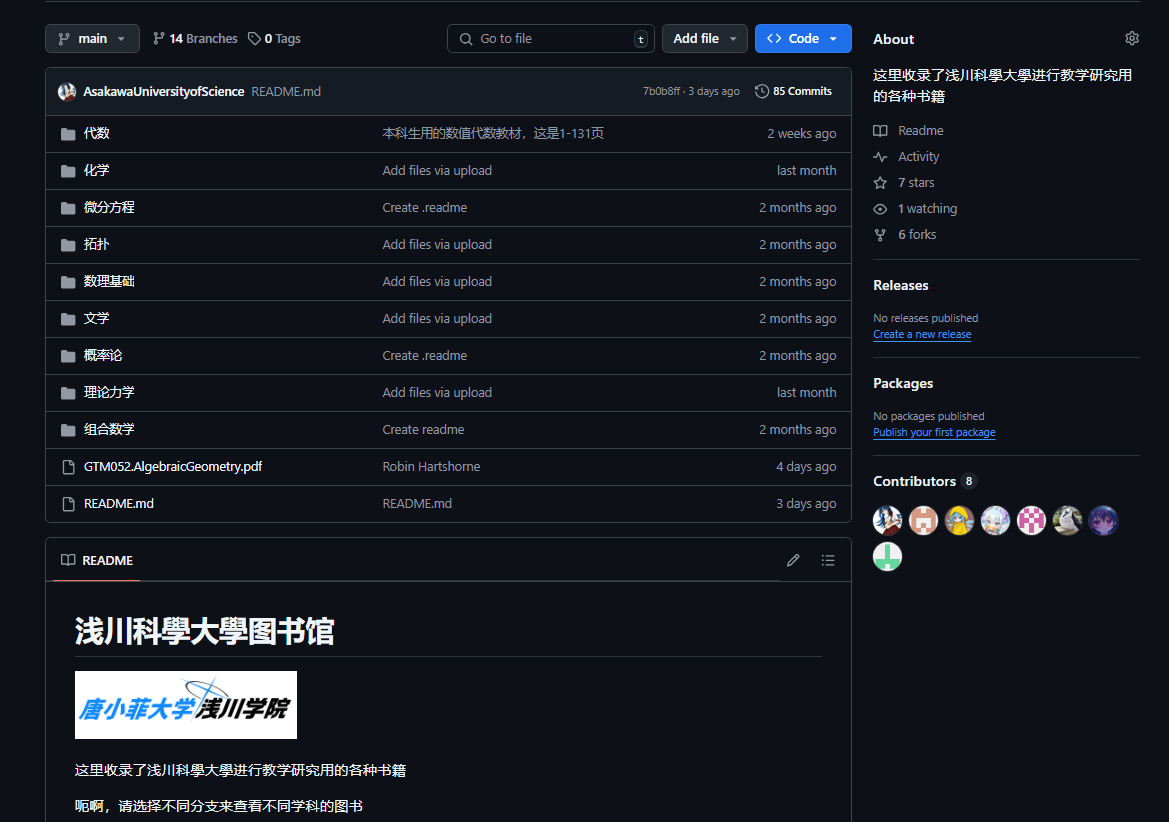 main
14 Branches
0 Tags
Go to file
t
Add file
Code
AsakawaUniversityofScience README.md
7b0b8ff · 3 days ago
85 Commits
代数 本科生用的数值代数教材，这是1-131页 2 weeks ago
化学 Add files via upload last month
微分方程 Create .readme 2 months ago
拓扑 Add files via upload 2 months ago
数理基础 Add files via upload 2 months ago
文学 Add files via upload 2 months ago
概率论 Create .readme 2 months ago
理论力学 Add files via upload last month
组合数学 Create readme 2 months ago
GTM052.AlgebraicGeometry.pdf Robin Hartshorne 4 days ago
README.md README.md 3 days ago
README
浅川科學大學图书馆
唐小菲大学浅川学院
这里收录了浅川科學大學进行教学研究用的各种书籍
呃啊，请选择不同分支来查看不同学科的图书
About
这里收录了浅川科學大學进行教学研究用
的各种书籍
Readme
Activity
7 stars
1 watching
6 forks
Releases
No releases published
Create a new release
Packages
No packages published
Publish your first package
Contributors 8